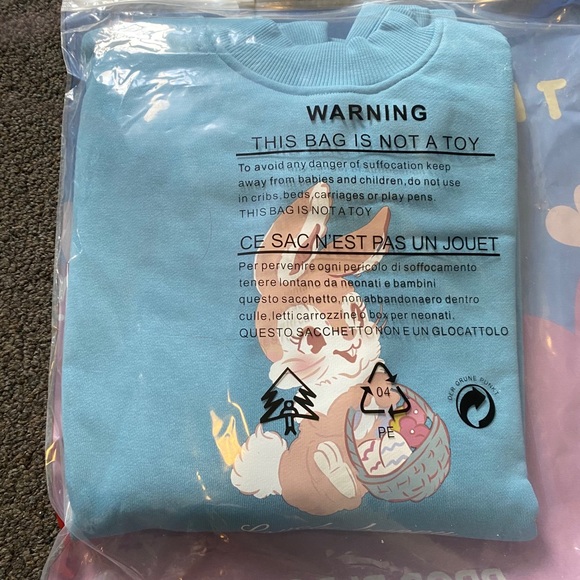 WARNING
THIS BAG IS NOT A TOY
To avoid any danger of suffocation keep
away from babies and children, do not use
in cribs, beds, carriages or play pens.
THIS BAG IS NOT A TOY
CE SAC N'EST PAS UN JOUET
Per pervenire ogni pericolo di soffocamento
tenere lontano da neonati e bambini
questo sacchetto, non abbandonaero dentro
culle, letti carrozzine o box per neonati.
QUESTO SACCHETTO NON E UN GLOCATTOLO
04
PE
DER GRUNE PUNKT